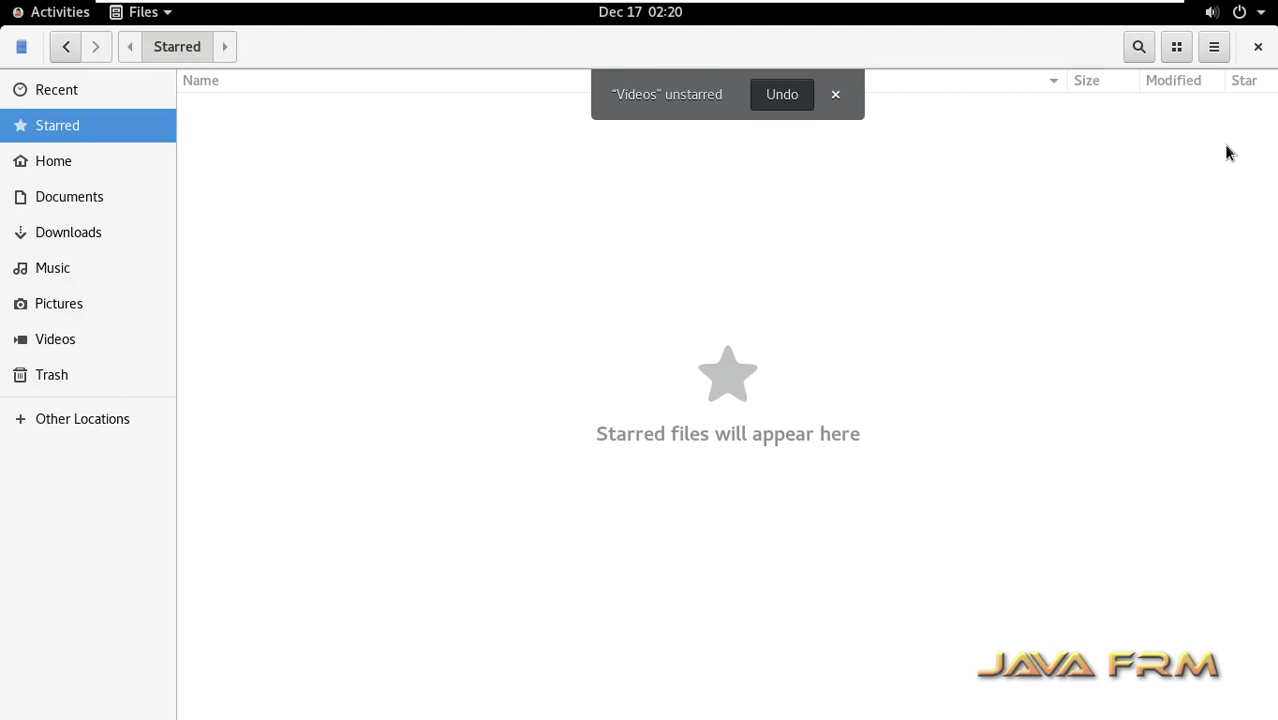 Activities Files Dec 17 02:20
Starred
Name Size Modified Star
"Videos" unstarred Undo
Recent
Starred
Home
Documents
Downloads
Music
Pictures
Videos
Trash
Other Locations
Starred files will appear here
JAVA FRM